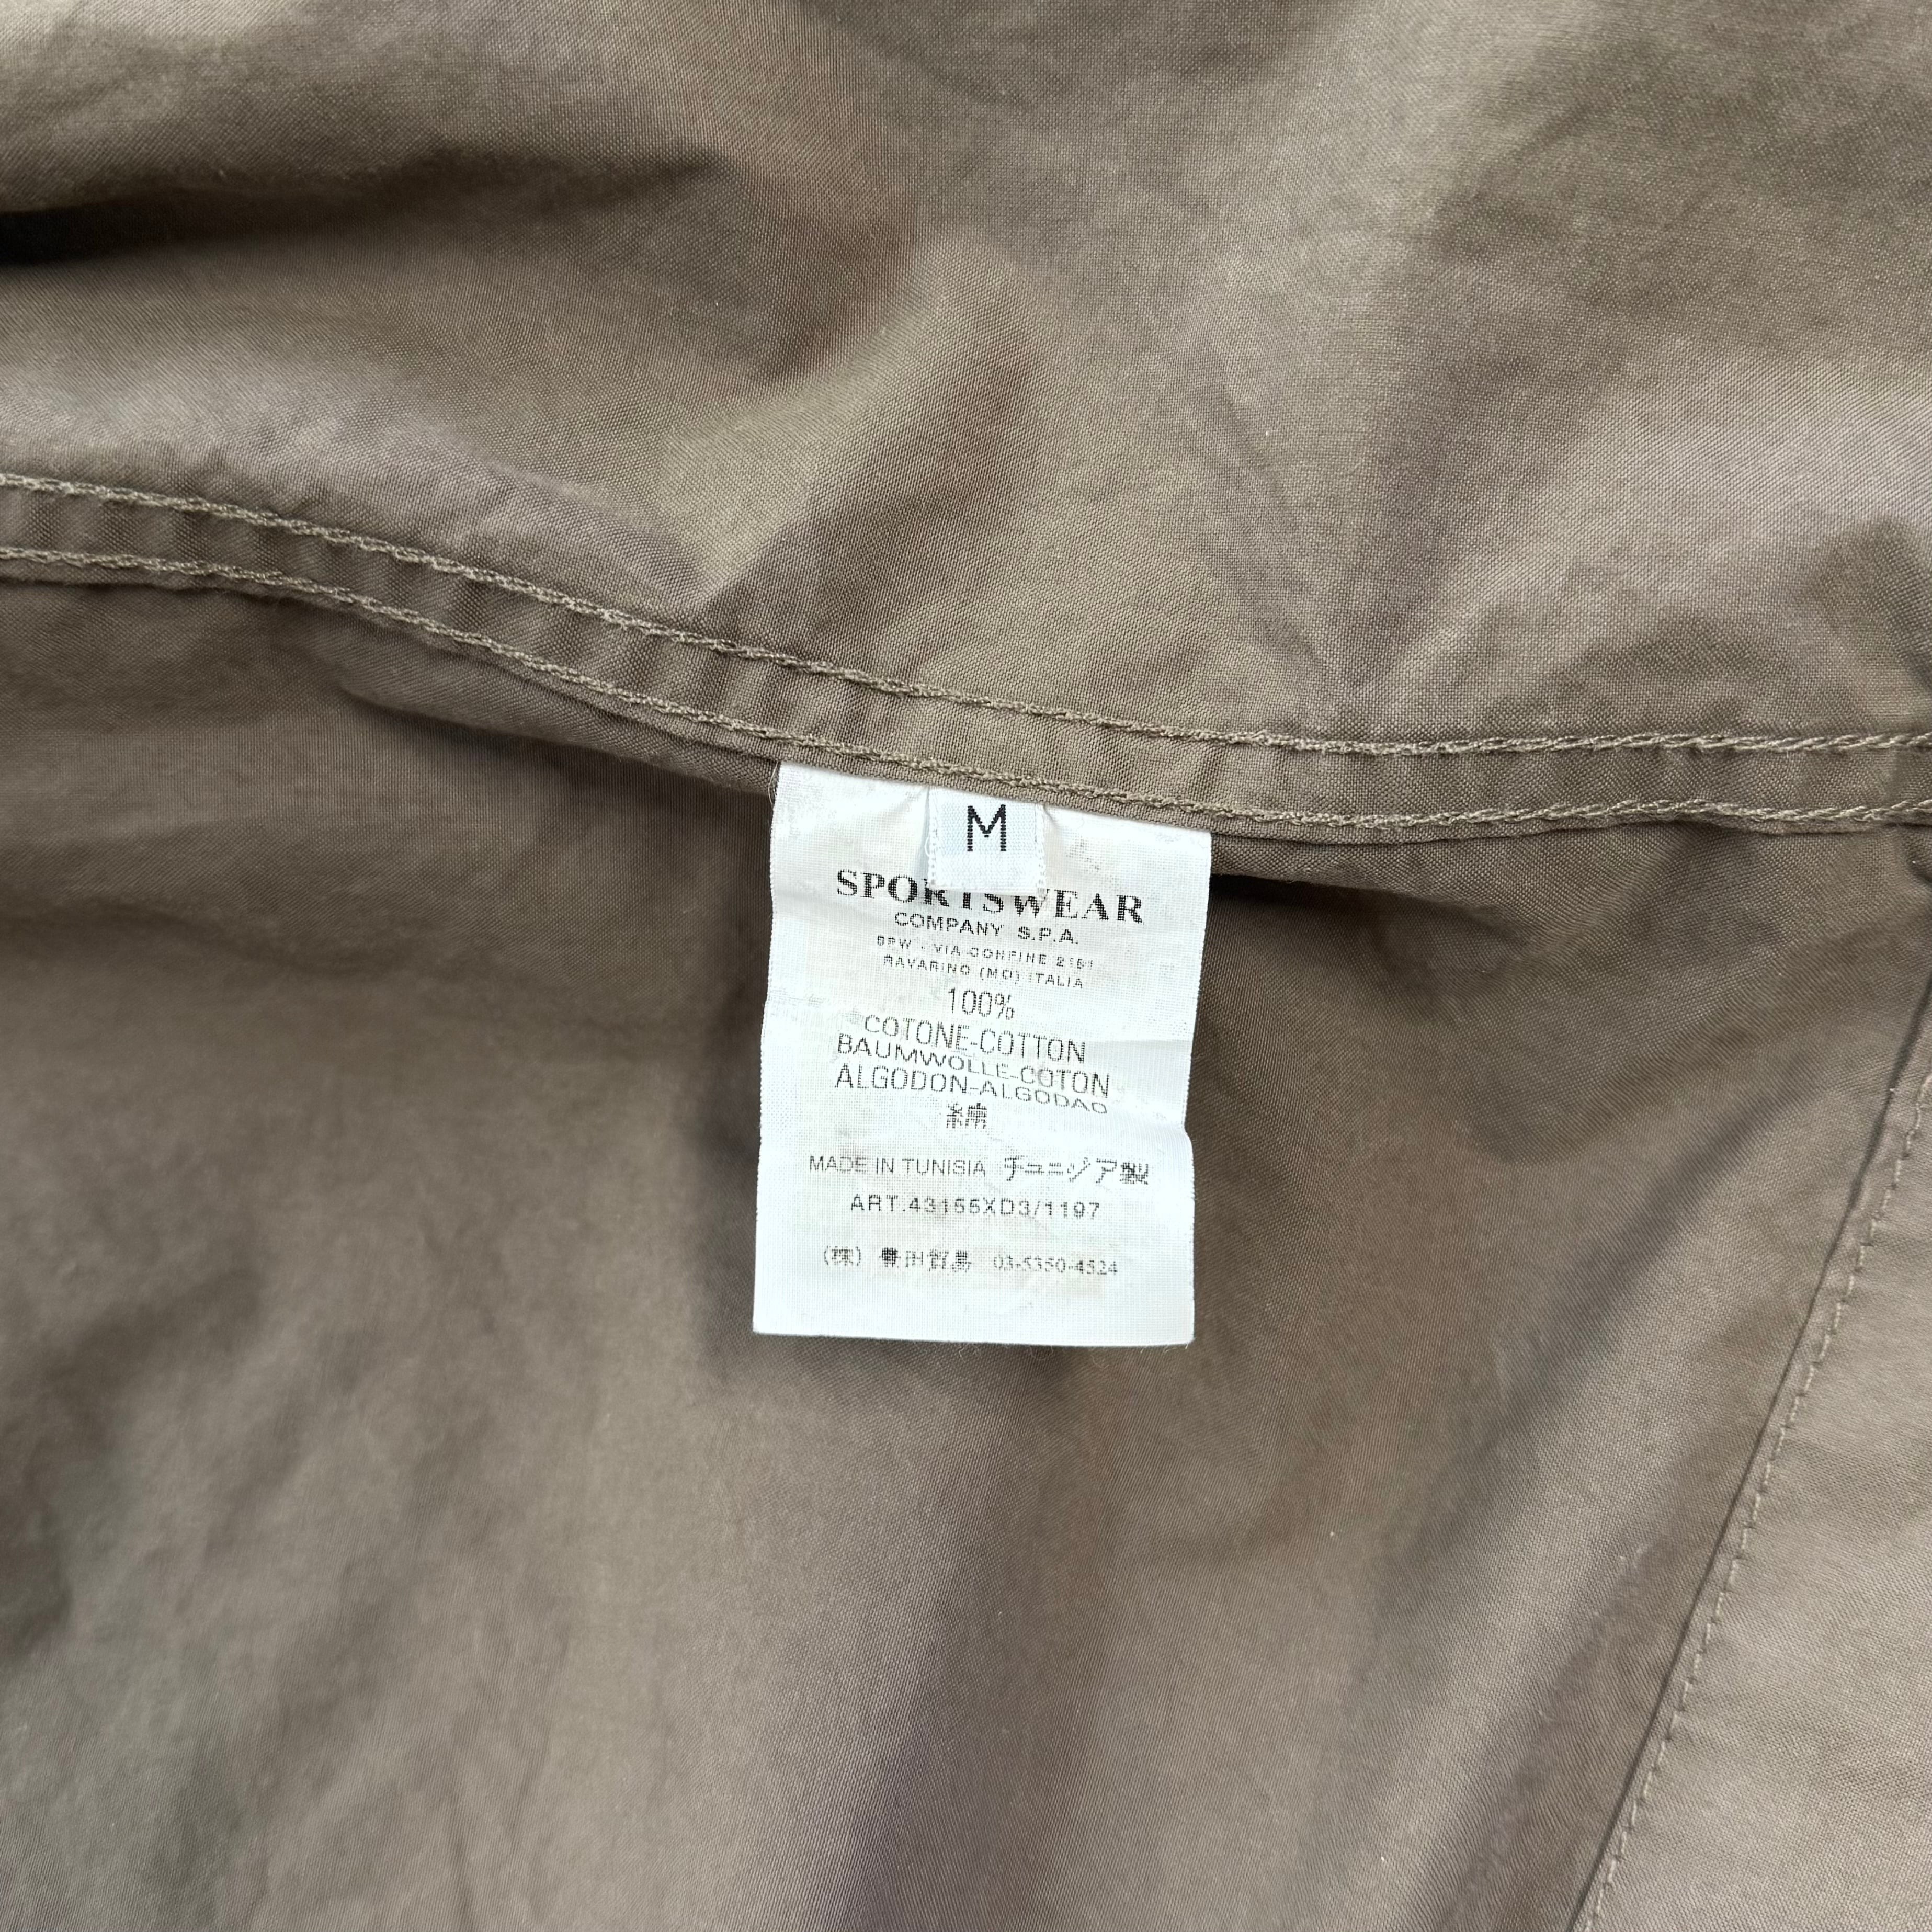 M
SPORTSWEAR
COMPANY S.P.A.
SPW - VIA CONFINE 2161
RAVARINO (MO) ITALIA
100%
COTONE-COTTON
BAUMWOLLE-COTON
ALGODON-ALGODAO
綿
MADE IN TUNISIA チュニジア製
ART.43155XD3/1197
(株) 豊田貿易 03-5350-4524